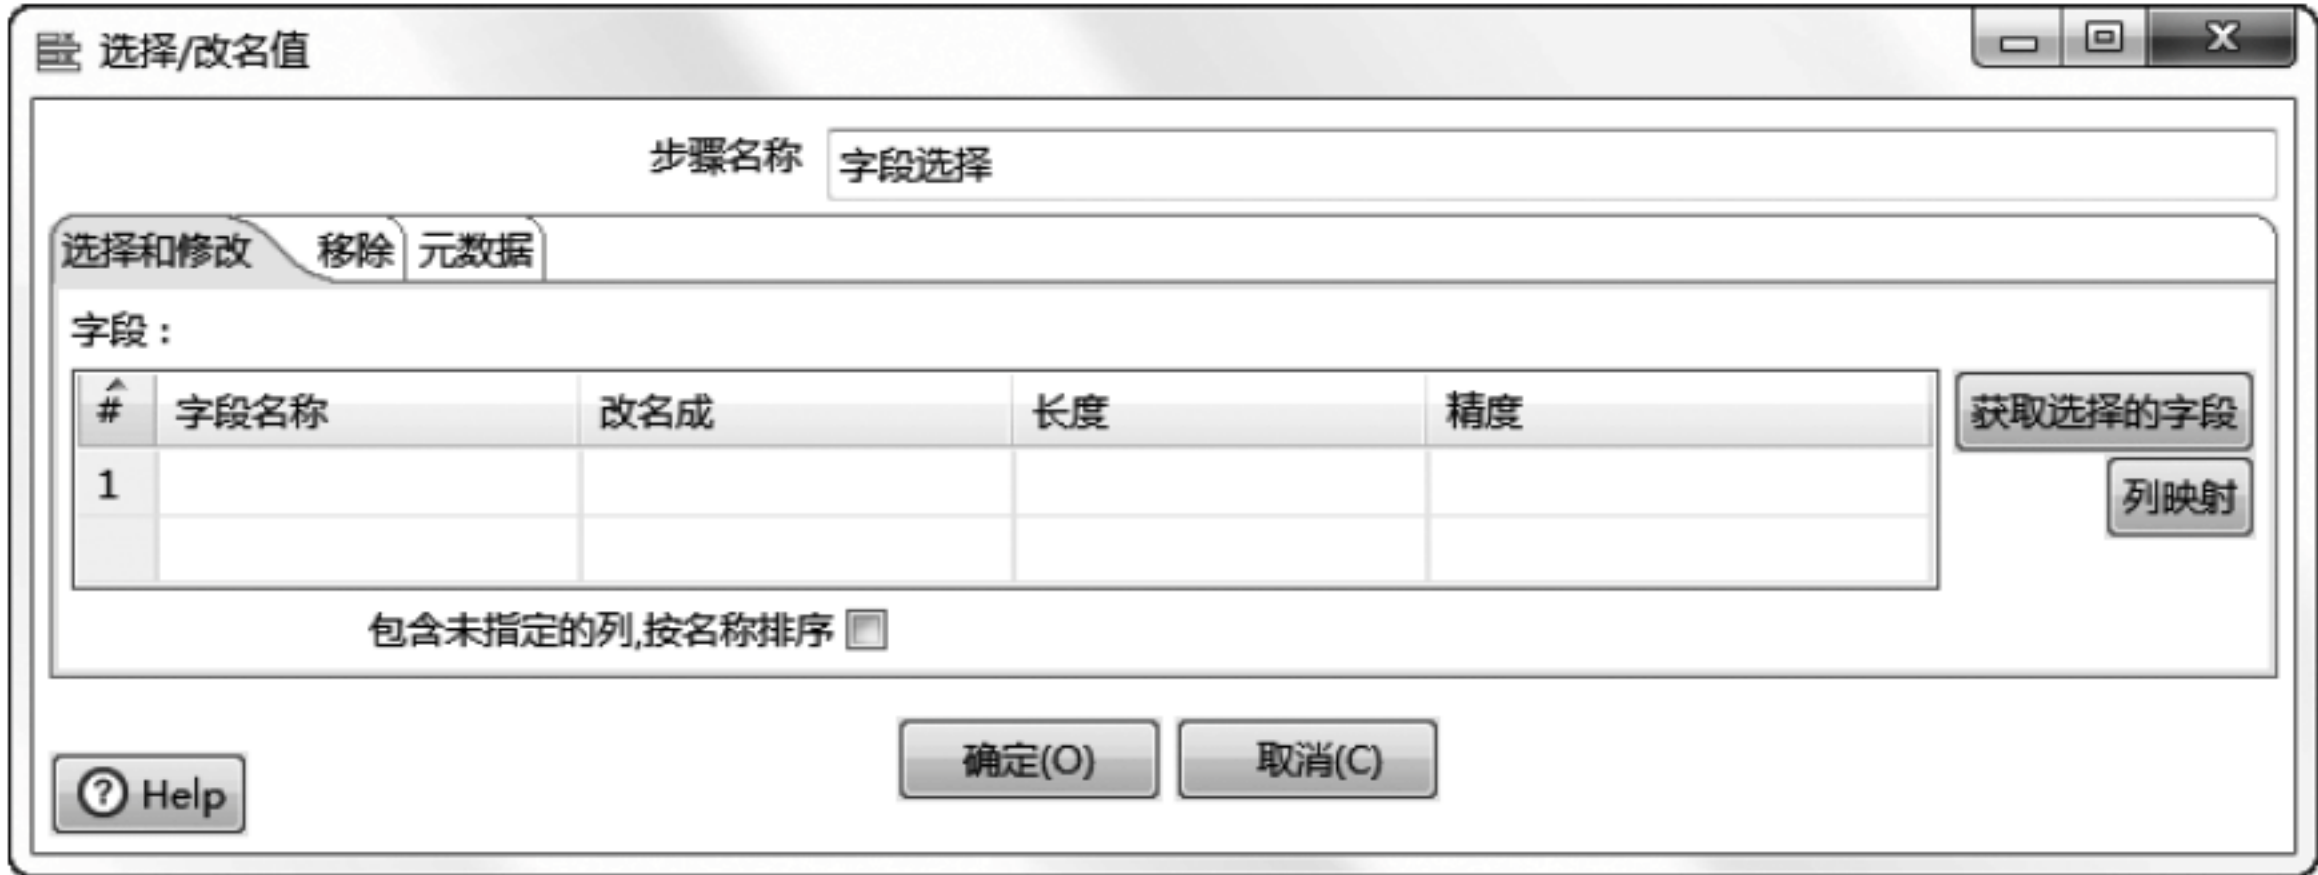 选择/改名值
步骤名称 字段选择
选择和修改 移除 元数据
字段：
# 字段名称 改名成 长度 精度 获取选择的字段
1
列映射
包含未指定的列,按名称排序
确定(O) 取消(C)
? Help